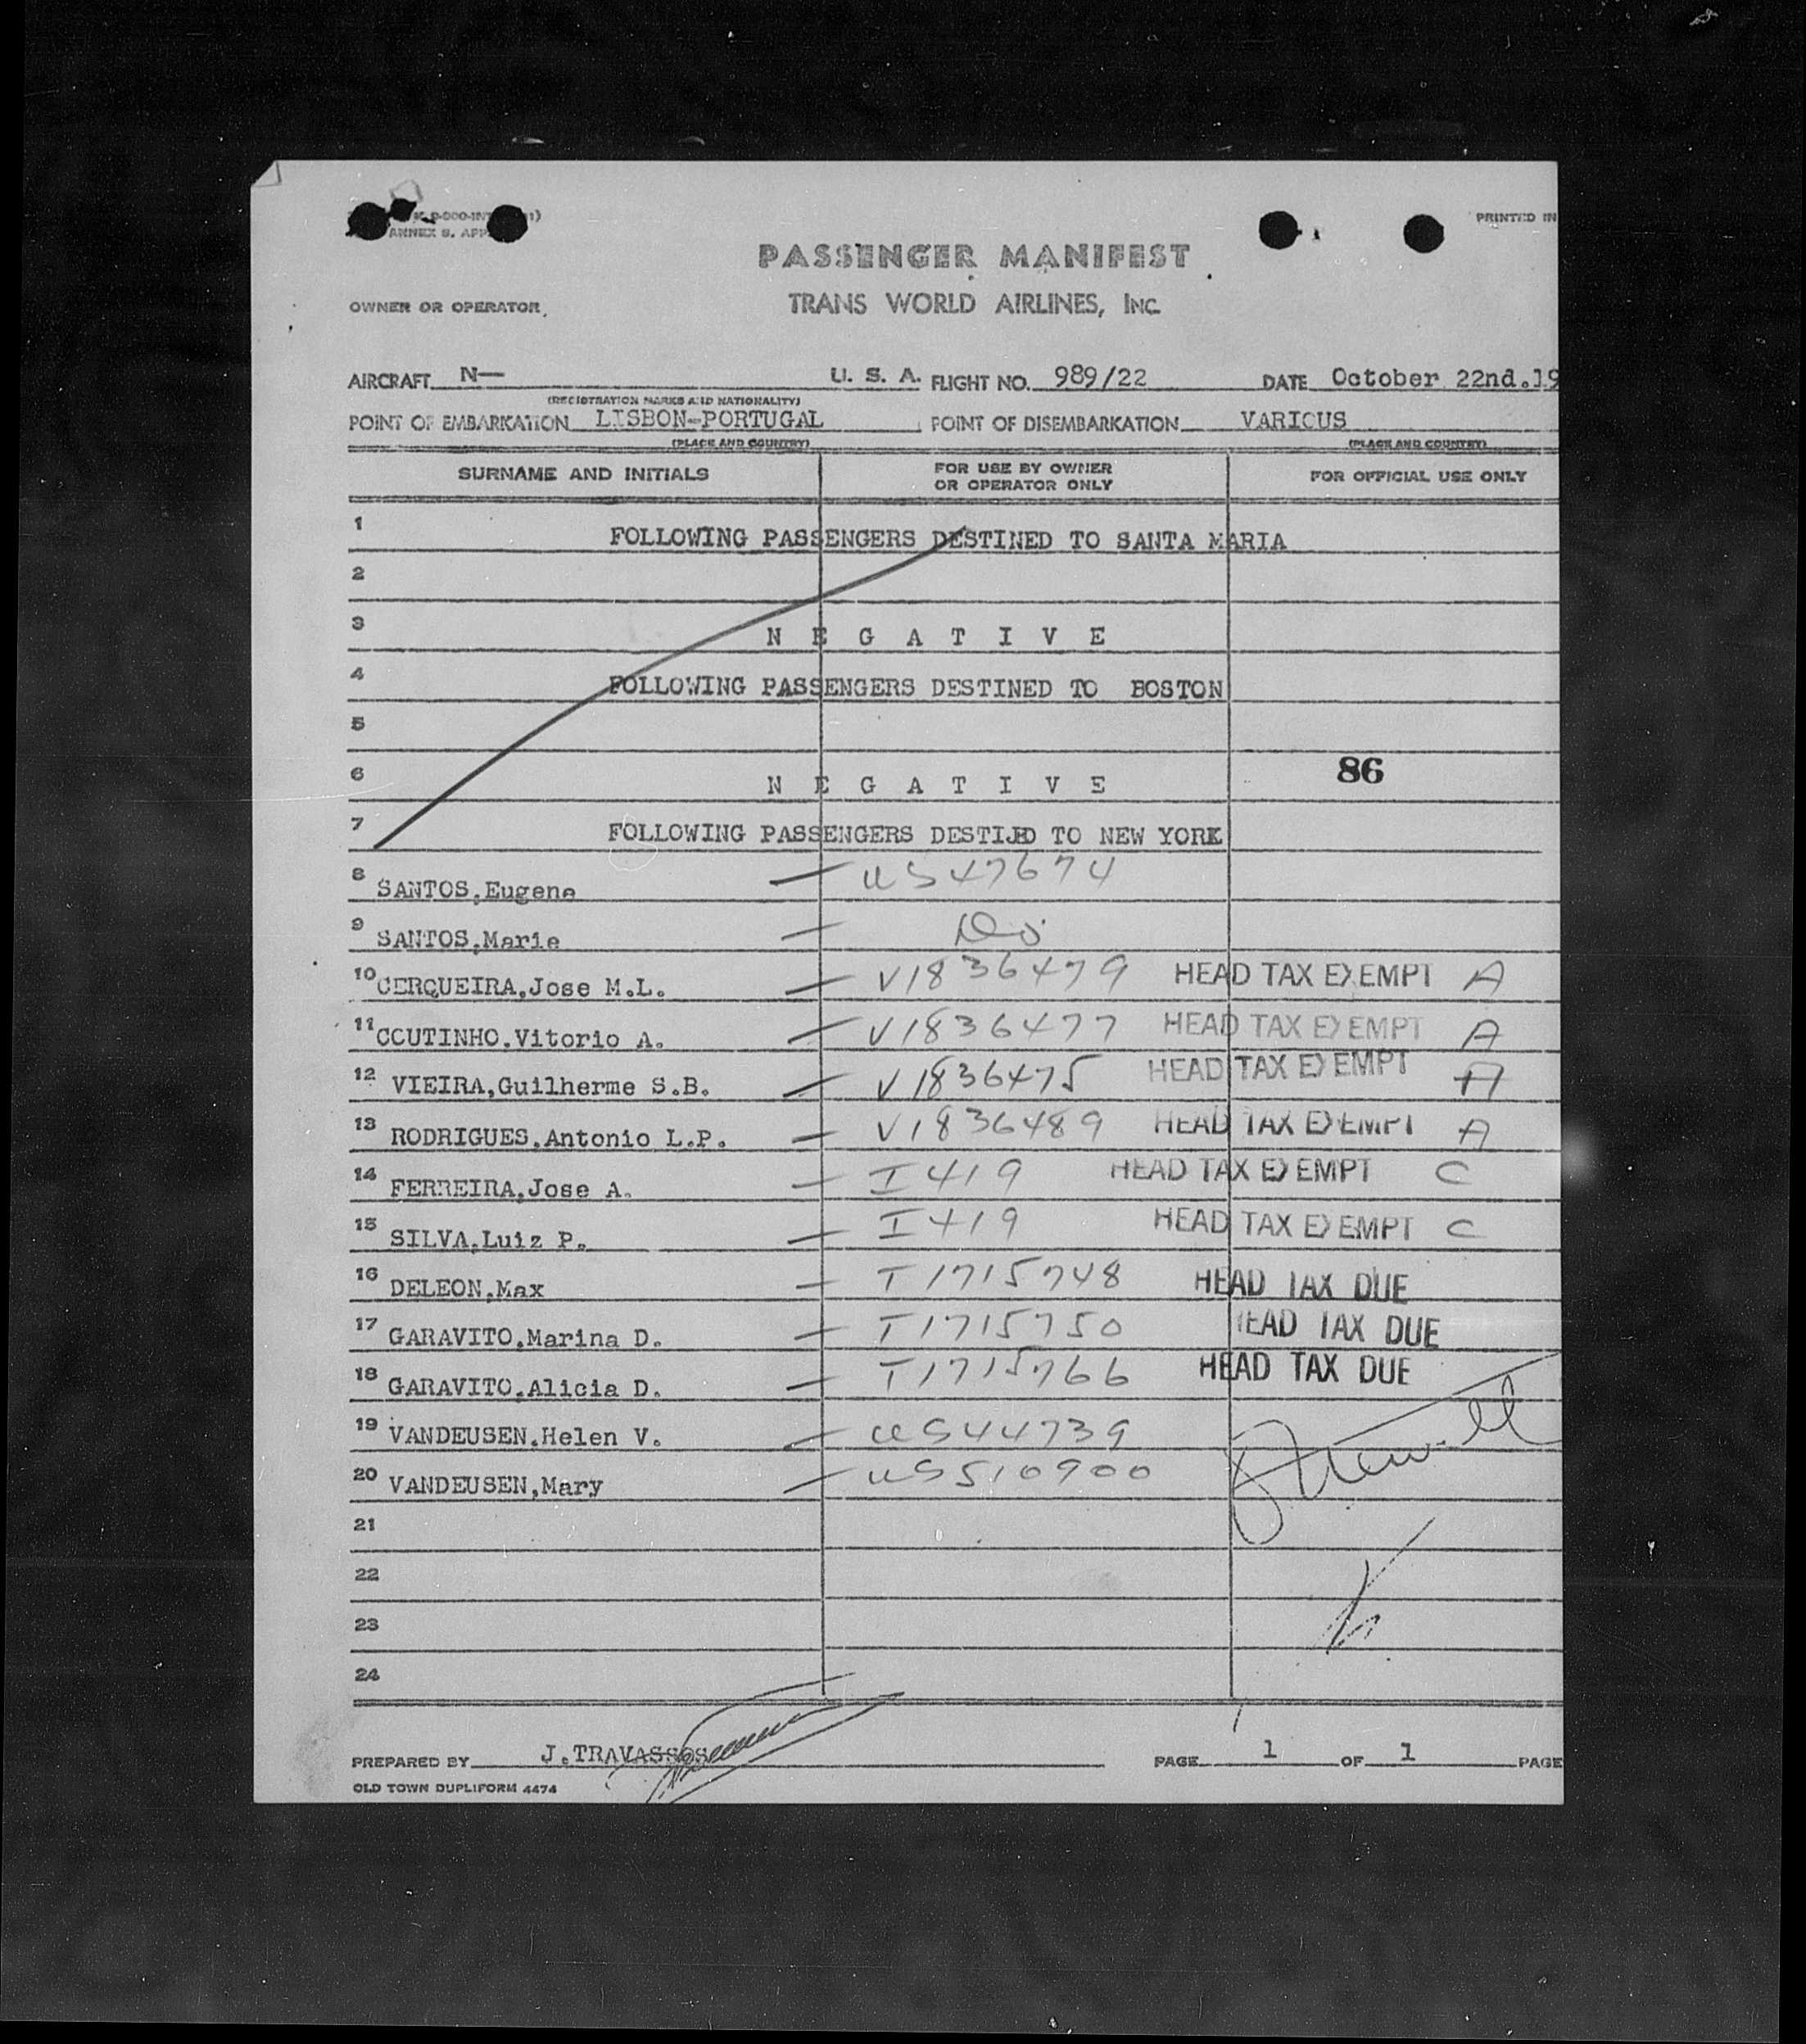 ANNEX 9. APP
PRINTED IN
PASSENGER MANIFEST
OWNER OR OPERATOR
TRANS WORLD AIRLINES, INC.
AIRCRAFT N— U. S. A. FLIGHT NO. 989/22 DATE October 22nd.19
(REGISTRATION MARKS AND NATIONALITY)
POINT OF EMBARKATION LISBON-PORTUGAL POINT OF DISEMBARKATION VARIOUS
(PLACE AND COUNTRY) (PLACE AND COUNTRY)
SURNAME AND INITIALS FOR USE BY OWNER OR OPERATOR ONLY FOR OFFICIAL USE ONLY
1 FOLLOWING PASSENGERS DESTINED TO SANTA MARIA
2
3 N E G A T I V E
4 FOLLOWING PASSENGERS DESTINED TO BOSTON
5
6 N E G A T I V E 86
7 FOLLOWING PASSENGERS DESTIJED TO NEW YORK
8 SANTOS,Eugene — US47674
9 SANTOS,Marie — Do
10 CERQUEIRA,Jose M.L. — V1836479 HEAD TAX EXEMPT A
11 COUTINHO,Vitorio A. — V1836477 HEAD TAX EXEMPT A
12 VIEIRA,Guilherme S.B. — V1836475 HEAD TAX EXEMPT A
13 RODRIGUES,Antonio L.P. — V1836489 HEAD TAX EXEMPT A
14 FERREIRA,Jose A. — I419 HEAD TAX EXEMPT C
15 SILVA,Luiz P. — I419 HEAD TAX EXEMPT C
16 DELEON,Max — T1715748 HEAD TAX DUE
17 GARAVITO,Marina D. — T1715750 HEAD TAX DUE
18 GARAVITO,Alicia D. — T1715766 HEAD TAX DUE
19 VANDEUSEN,Helen V. — US44739
20 VANDEUSEN,Mary — US510900
21
22
23
24
PREPARED BY J.TRAVASSOS PAGE 1 OF 1 PAGE
OLD TOWN DUPLIFORM 4474